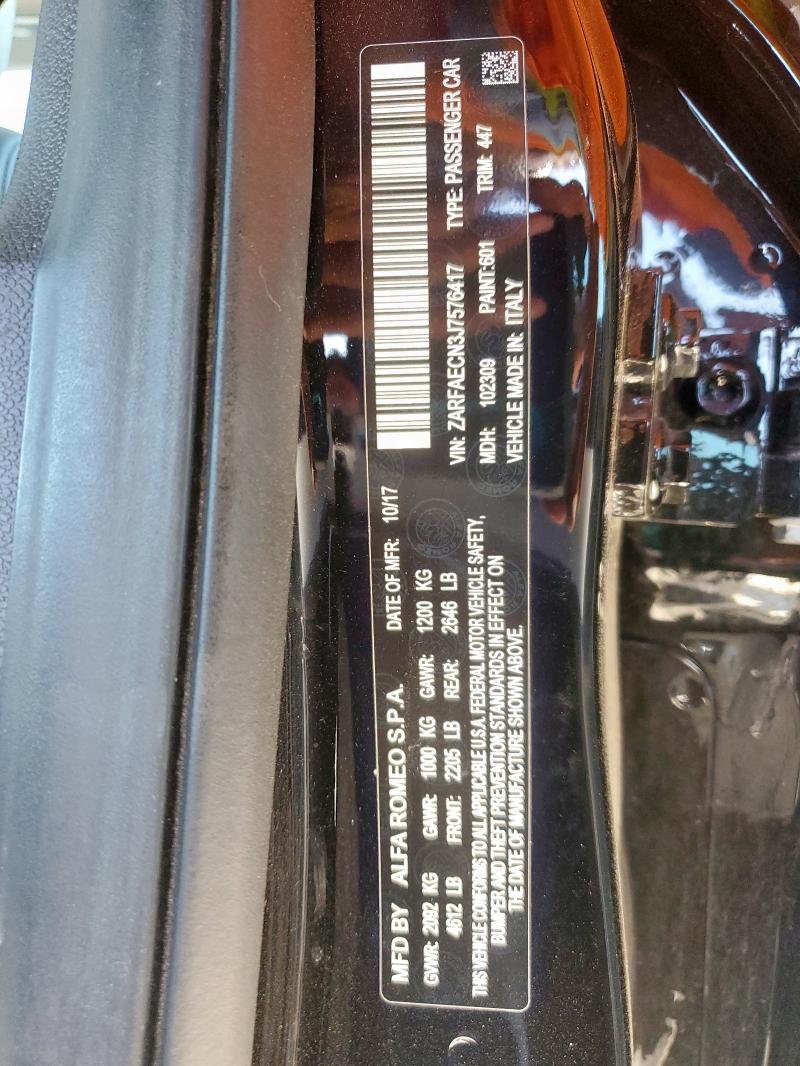 MFD BY ALFA ROMEO S.P.A. DATE OF MFR: 10/17
GVWR: 2092 KG GAWR: 1000 KG GAWR: 1200 KG
4612 LB FRONT: 2205 LB REAR: 2646 LB
THIS VEHICLE CONFORMS TO ALL APPLICABLE U.S.A. FEDERAL MOTOR VEHICLE SAFETY,
BUMPER AND THEFT PREVENTION STANDARDS IN EFFECT ON
THE DATE OF MANUFACTURE SHOWN ABOVE.
VIN: ZARFAECN3J7576417 TYPE: PASSENGER CAR
MDH: 102309 PAINT:601 TRIM: 447
VEHICLE MADE IN: ITALY